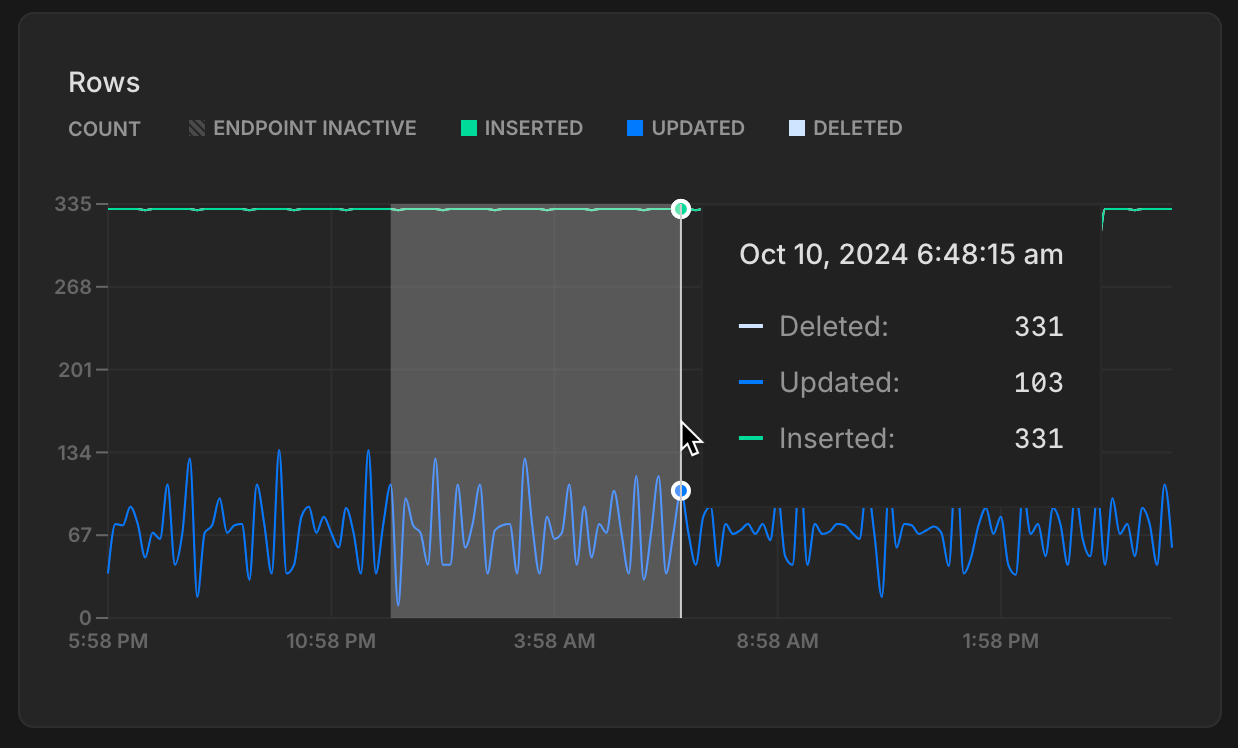 Rows
COUNT ENDPOINT INACTIVE INSERTED UPDATED DELETED
335
Oct 10, 2024 6:48:15 am
268
Deleted: 331
201
Updated: 103
134
Inserted: 331
67
0
5:58 PM 10:58 PM 3:58 AM 8:58 AM 1:58 PM